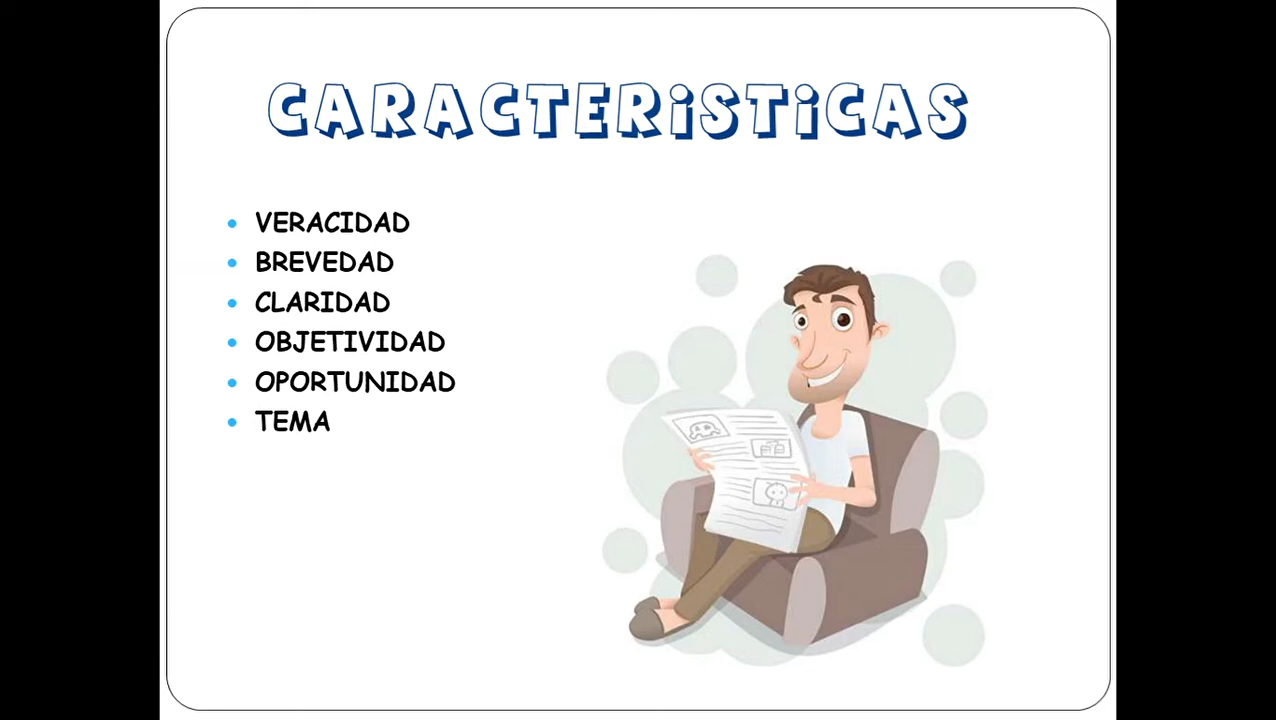 CARACTERiSTiCAS
VERACIDAD
BREVEDAD
CLARIDAD
OBJETIVIDAD
OPORTUNIDAD
TEMA